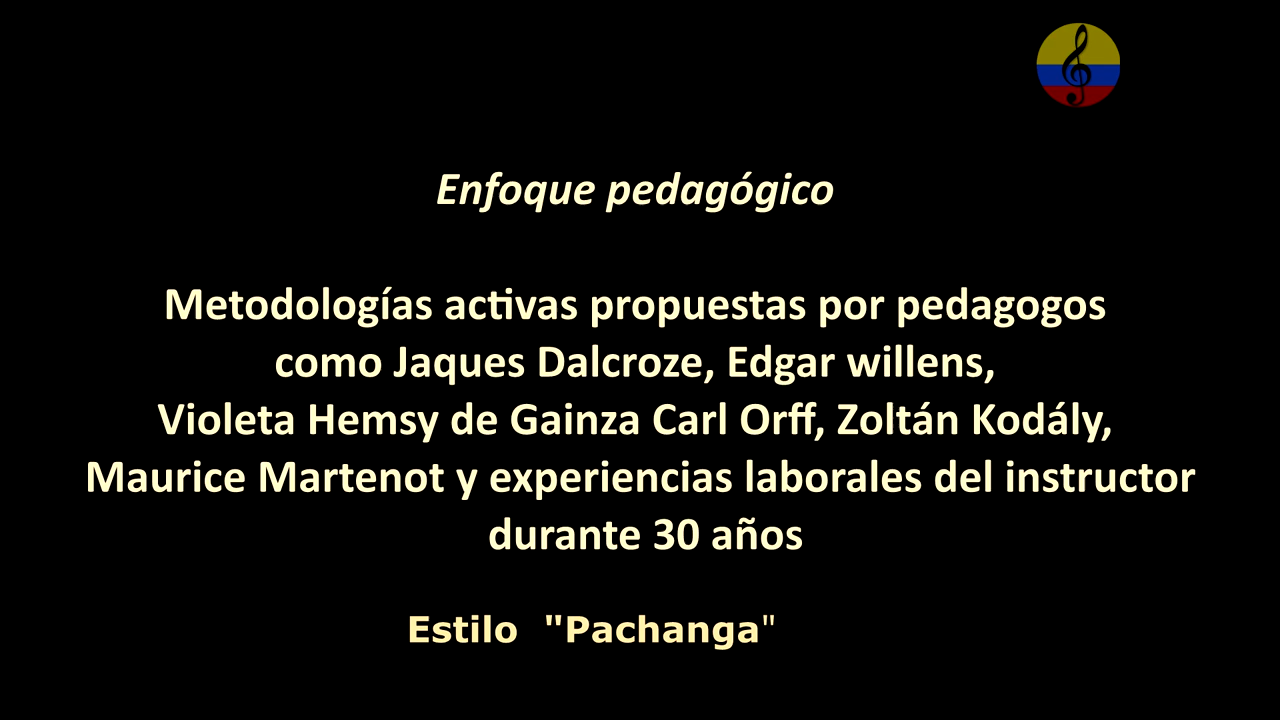 Enfoque pedagógico
Metodologías activas propuestas por pedagogos
como Jaques Dalcroze, Edgar willens,
Violeta Hemsy de Gainza Carl Orff, Zoltán Kodály,
Maurice Martenot y experiencias laborales del instructor
durante 30 años
Estilo "Pachanga"